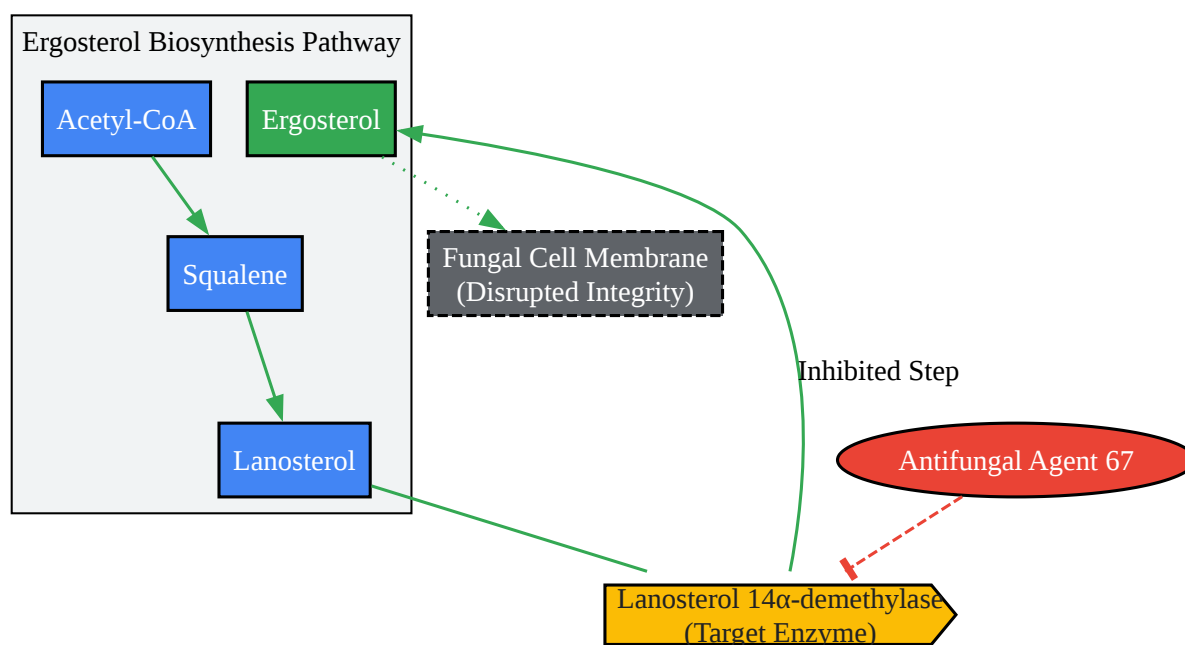 Ergosterol Biosynthesis Pathway
Acetyl-CoA
Ergosterol
Squalene
Fungal Cell Membrane
(Disrupted Integrity)
Inhibited Step
Lanosterol
Antifungal Agent 67
Lanosterol 14α-demethylase
(Target Enzyme)